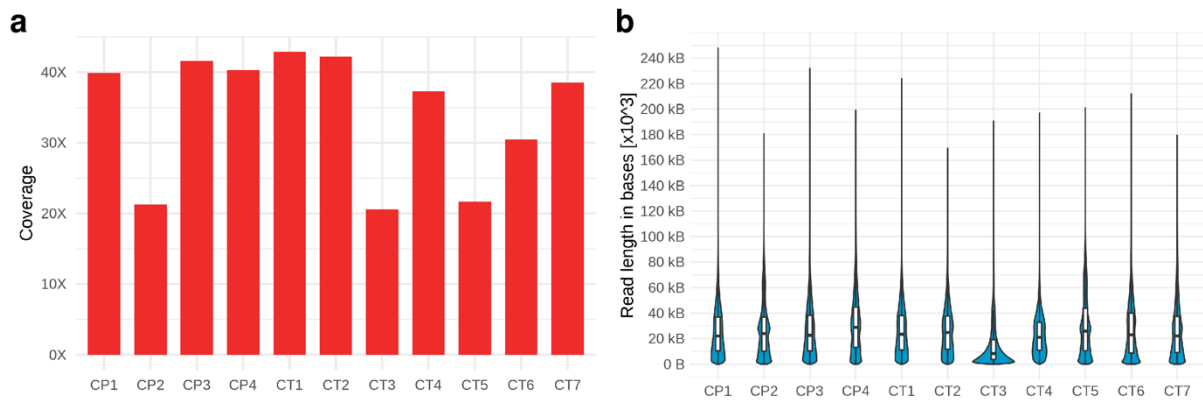 a
Coverage
40X
30X
20X
10X
0X
CP1 CP2 CP3 CP4 CT1 CT2 CT3 CT4 CT5 CT6 CT7
b
Read length in bases [x10^3]
240 kB
220 kB
200 kB
180 kB
160 kB
140 kB
120 kB
100 kB
80 kB
60 kB
40 kB
20 kB
0 B
CP1 CP2 CP3 CP4 CT1 CT2 CT3 CT4 CT5 CT6 CT7